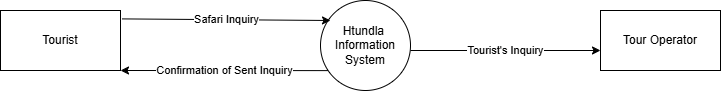 Safari Inquiry
Tourist
Htundla
Information
System
Tourist's Inquiry
Tour Operator
Confirmation of Sent Inquiry